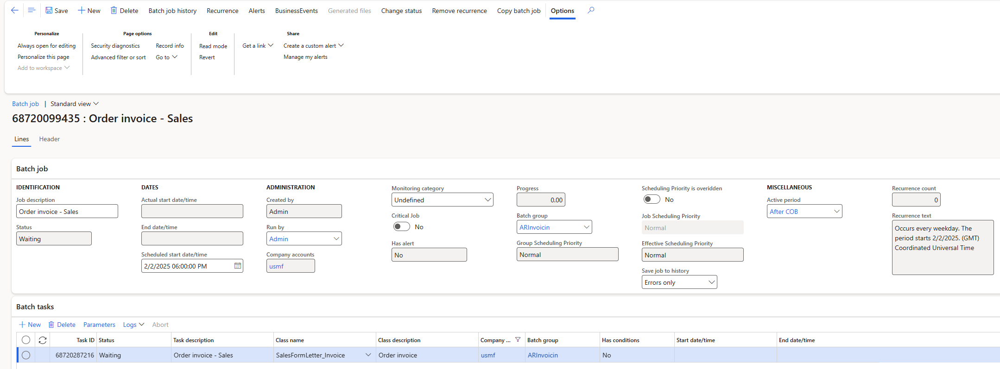 Save
New
Delete
Batch job history
Recurrence
Alerts
BusinessEvents
Generated files
Change status
Remove recurrence
Copy batch job
Options
Personalize
Always open for editing
Personalize this page
Add to workspace
Page options
Security diagnostics
Advanced filter or sort
Record info
Go to
Edit
Read mode
Revert
Share
Get a link
Create a custom alert
Manage my alerts
Batch job | Standard view
68720099435 : Order invoice - Sales
Lines
Header
Batch job
IDENTIFICATION
Job description
Order invoice - Sales
Status
Waiting
DATES
Actual start date/time
End date/time
Scheduled start date/time
2/2/2025 06:00:00 PM
ADMINISTRATION
Created by
Admin
Run by
Admin
Company accounts
usmf
Monitoring category
Undefined
Critical Job
No
Has alert
No
Progress
0.00
Batch group
ARInvoicin
Group Scheduling Priority
Normal
Scheduling Priority is overidden
No
Job Scheduling Priority
Normal
Effective Scheduling Priority
Normal
Save job to history
Errors only
MISCELLANEOUS
Active period
After COB
Recurrence count
0
Recurrence text
Occurs every weekday. The
period starts 2/2/2025. (GMT)
Coordinated Universal Time
Batch tasks
New
Delete
Parameters
Logs
Abort
Task ID
Status
Task description
Class name
Class description
Company ...
Batch group
Has conditions
Start date/time
End date/time
68720287216
Waiting
Order invoice - Sales
SalesFormLetter_Invoice
Order invoice
usmf
ARInvoicin
No